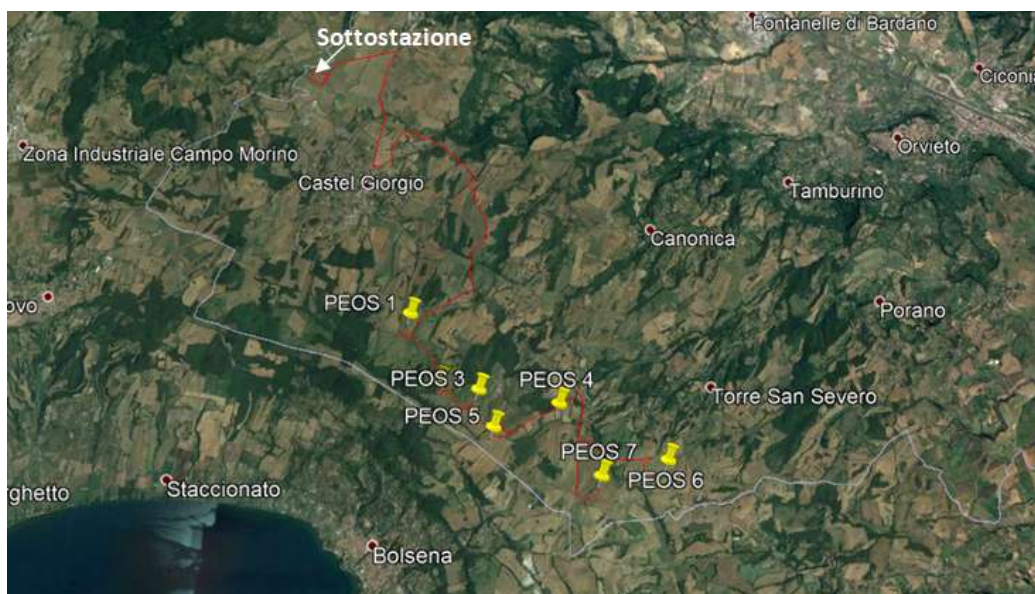 Fontanelle di Bardano
Sottostazione
Ciconia
Orvieto
Zona Industriale Campo Morino
Castel Giorgio
Tamburino
Canonica
ovo
PEOS 1
Porano
PEOS 3
PEOS 4
Torre San Severo
PEOS 5
PEOS 7
PEOS 6
Staccionato
rghetto
Bolsena